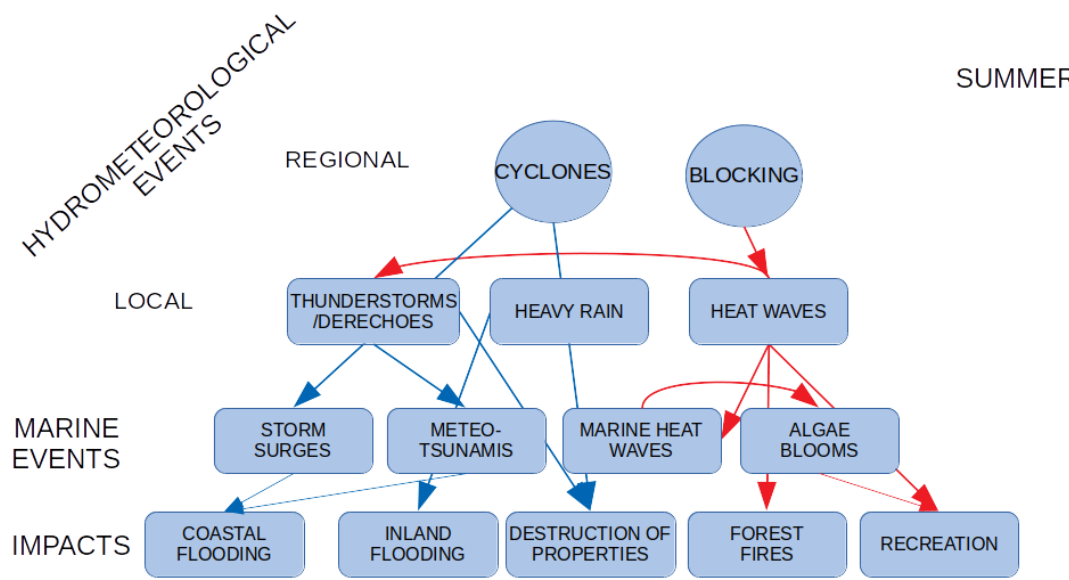 HYDROMETEOROLOGICAL
EVENTS
SUMMER
REGIONAL
CYCLONES
BLOCKING
LOCAL
THUNDERSTORMS
/DERECHOES
HEAVY RAIN
HEAT WAVES
MARINE
EVENTS
STORM
SURGES
METEO-
TSUNAMIS
MARINE HEAT
WAVES
ALGAE
BLOOMS
IMPACTS
COASTAL
FLOODING
INLAND
FLOODING
DESTRUCTION OF
PROPERTIES
FOREST
FIRES
RECREATION